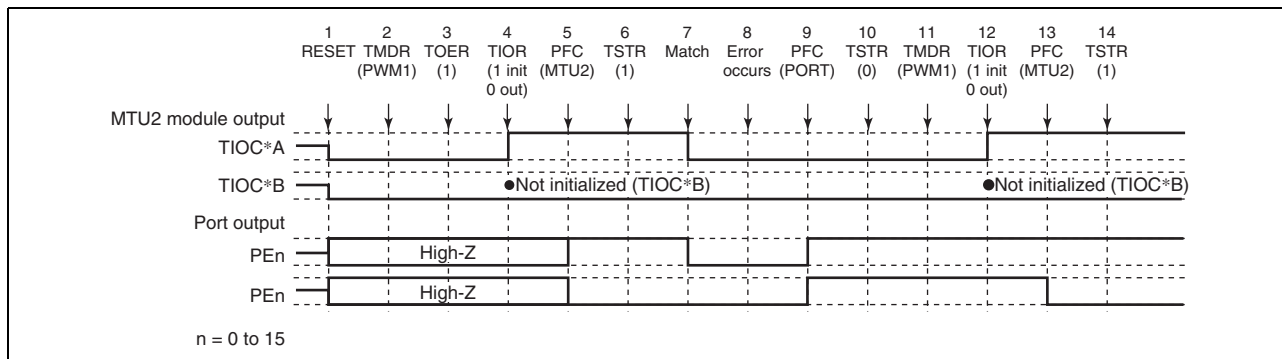 1 2 3 4 5 6 7 8 9 10 11 12 13 14
RESET TMDR TOER TIOR PFC TSTR Match Error PFC TSTR TMDR TIOR PFC TSTR
(PWM1) (1) (1 init (MTU2) (1) occurs (PORT) (0) (PWM1) (1 init (MTU2) (1)
0 out) 0 out)
MTU2 module output
TIOC*A
TIOC*B ●Not initialized (TIOC*B) ●Not initialized (TIOC*B)
Port output
PEn High-Z
PEn High-Z
n = 0 to 15